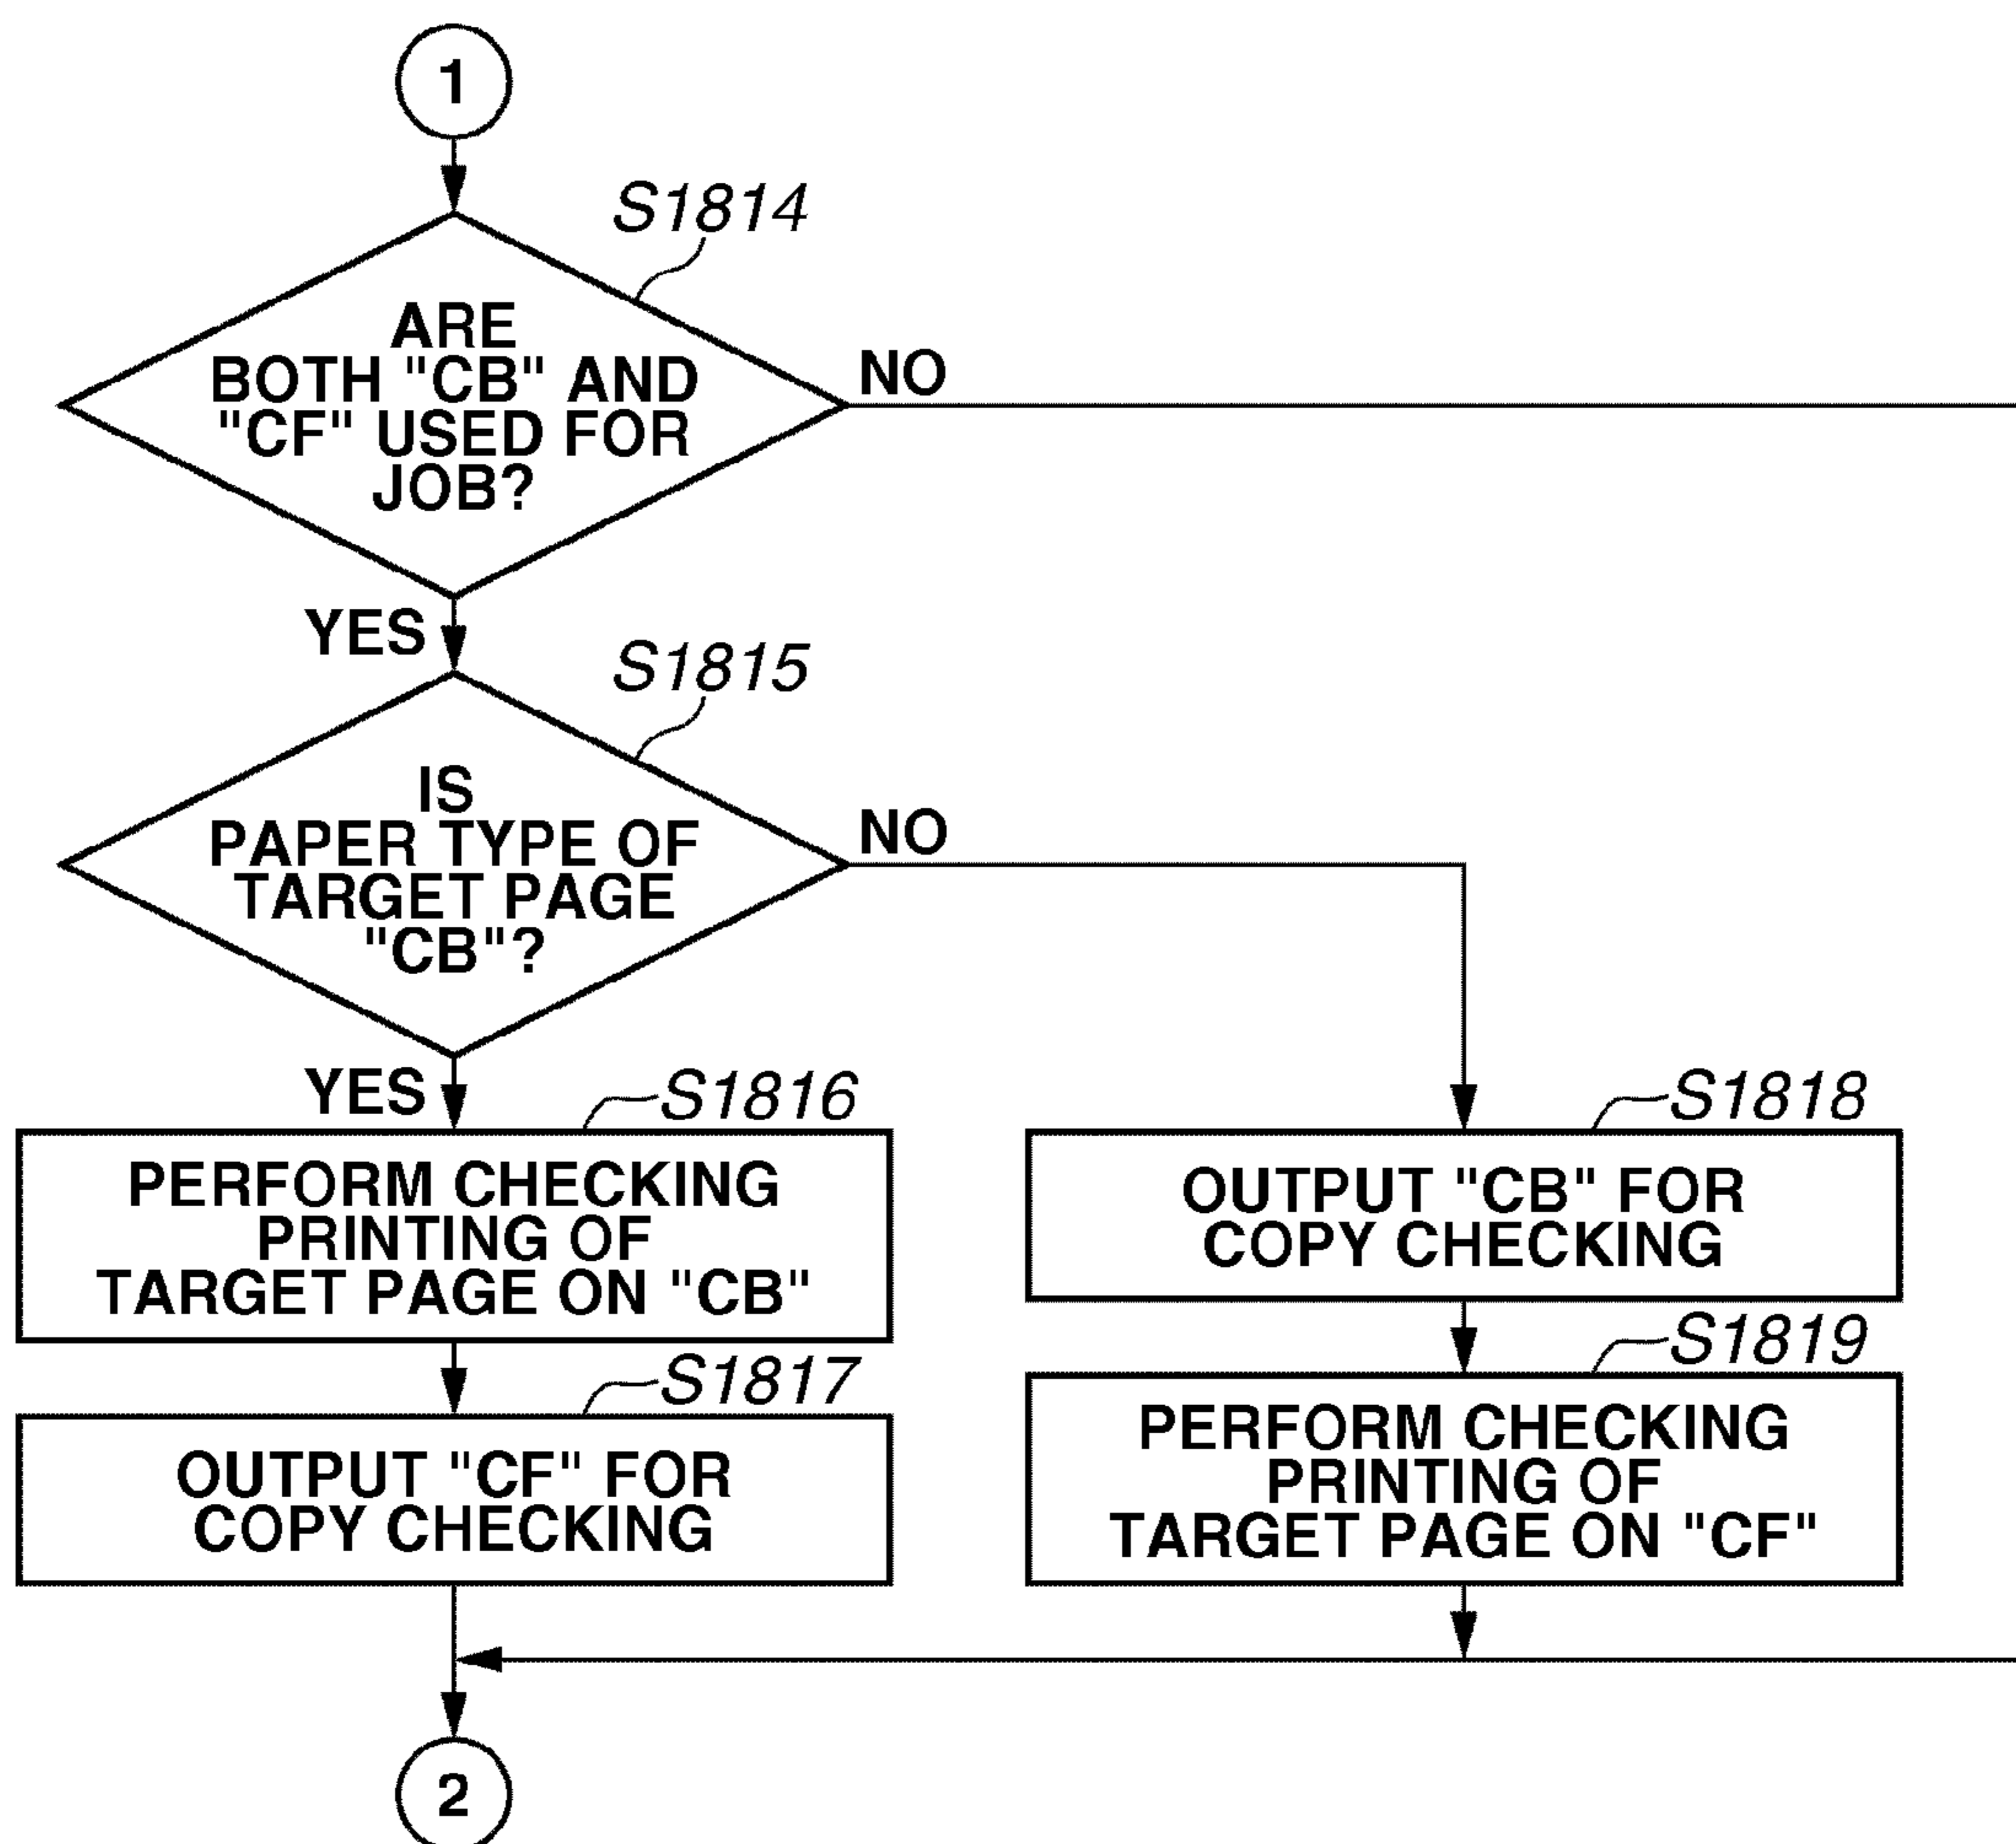 1
S1814
ARE
BOTH "CB" AND
"CF" USED FOR
JOB?
NO
YES
S1815
IS
PAPER TYPE OF
TARGET PAGE
"CB"?
NO
YES
S1816
PERFORM CHECKING
PRINTING OF
TARGET PAGE ON "CB"
S1817
OUTPUT "CF" FOR
COPY CHECKING
S1818
OUTPUT "CB" FOR
COPY CHECKING
S1819
PERFORM CHECKING
PRINTING OF
TARGET PAGE ON "CF"
2